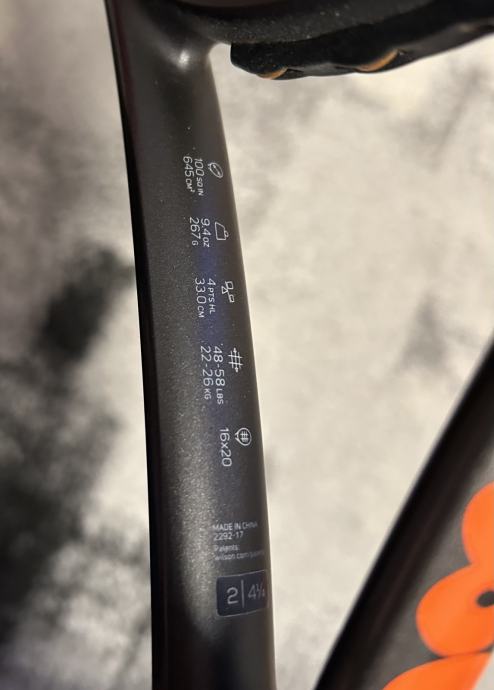 100 SQ IN
645 CM²
9.4 OZ
267 G
4 PTS HL
33.0 CM
48-58 LBS
22-26 KG
16x20
MADE IN CHINA
2292-17
Patents:
2 | 4¼